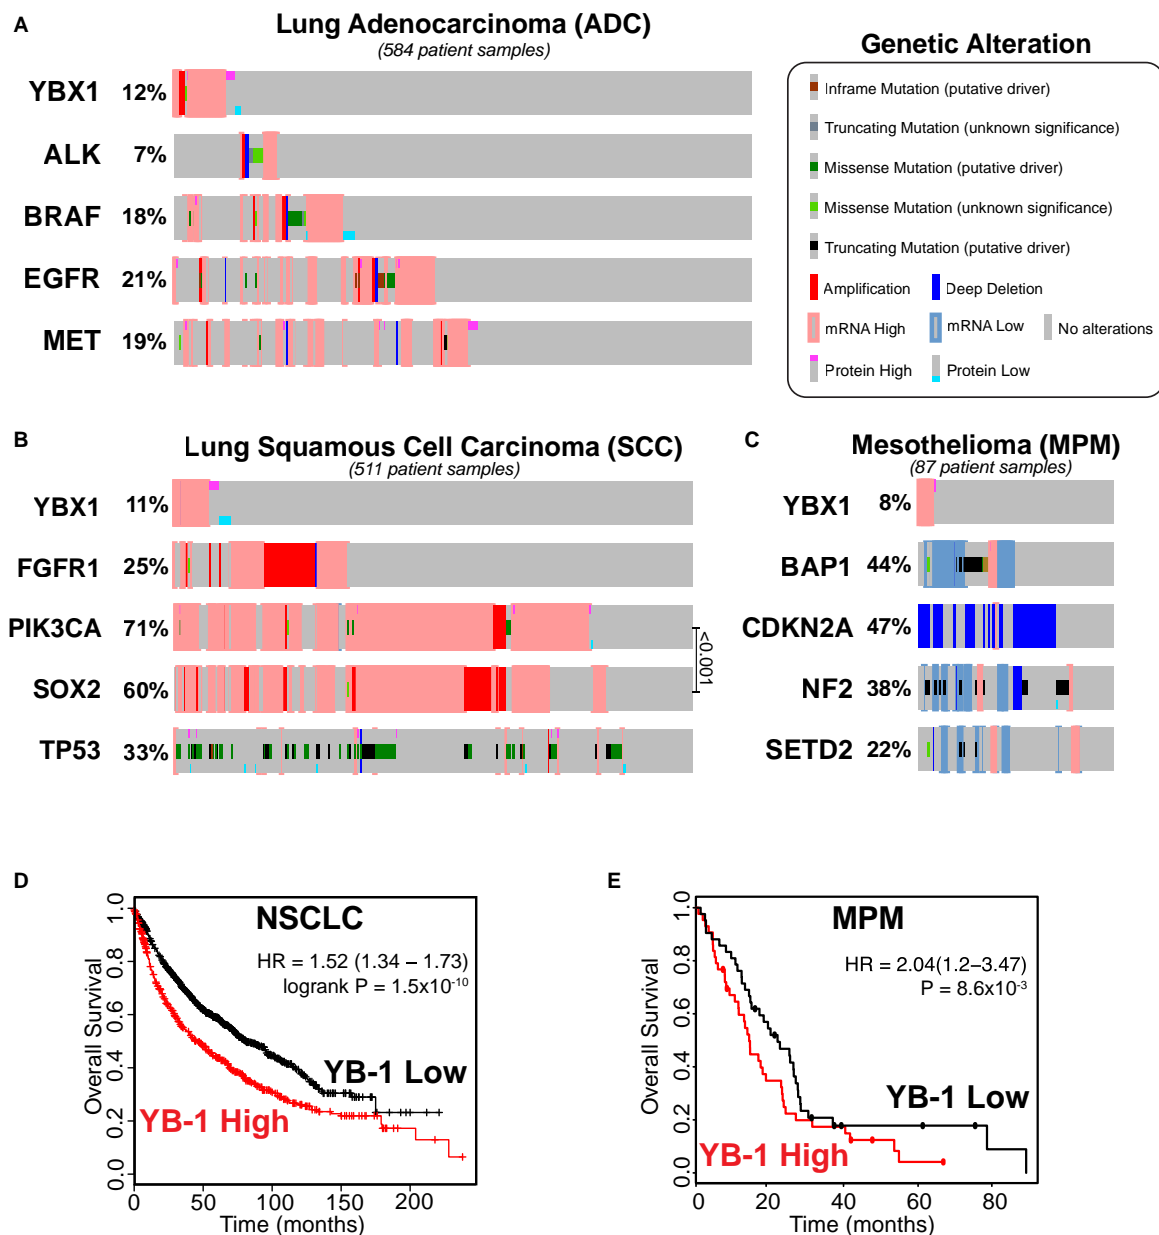 A
Lung Adenocarcinoma (ADC)
(584 patient samples)
YBX1 12%
ALK 7%
BRAF 18%
EGFR 21%
MET 19%
Genetic Alteration
Inframe Mutation (putative driver)
Truncating Mutation (unknown significance)
Missense Mutation (putative driver)
Missense Mutation (unknown significance)
Truncating Mutation (putative driver)
Amplification Deep Deletion
mRNA High mRNA Low No alterations
Protein High Protein Low
B
Lung Squamous Cell Carcinoma (SCC)
(511 patient samples)
YBX1 11%
FGFR1 25%
PIK3CA 71%
SOX2 60%
TP53 33%
<0.001
C
Mesothelioma (MPM)
(87 patient samples)
YBX1 8%
BAP1 44%
CDKN2A 47%
NF2 38%
SETD2 22%
D
NSCLC
HR = 1.52 (1.34 – 1.73)
logrank P = 1.5x10⁻¹⁰
YB-1 Low
YB-1 High
Overall Survival
1.0
0.8
0.6
0.4
0.2
0.0
0 50 100 150 200
Time (months)
E
MPM
HR = 2.04(1.2–3.47)
P = 8.6x10⁻³
YB-1 Low
YB-1 High
Overall Survival
1.0
0.8
0.6
0.4
0.2
0.0
0 20 40 60 80
Time (months)